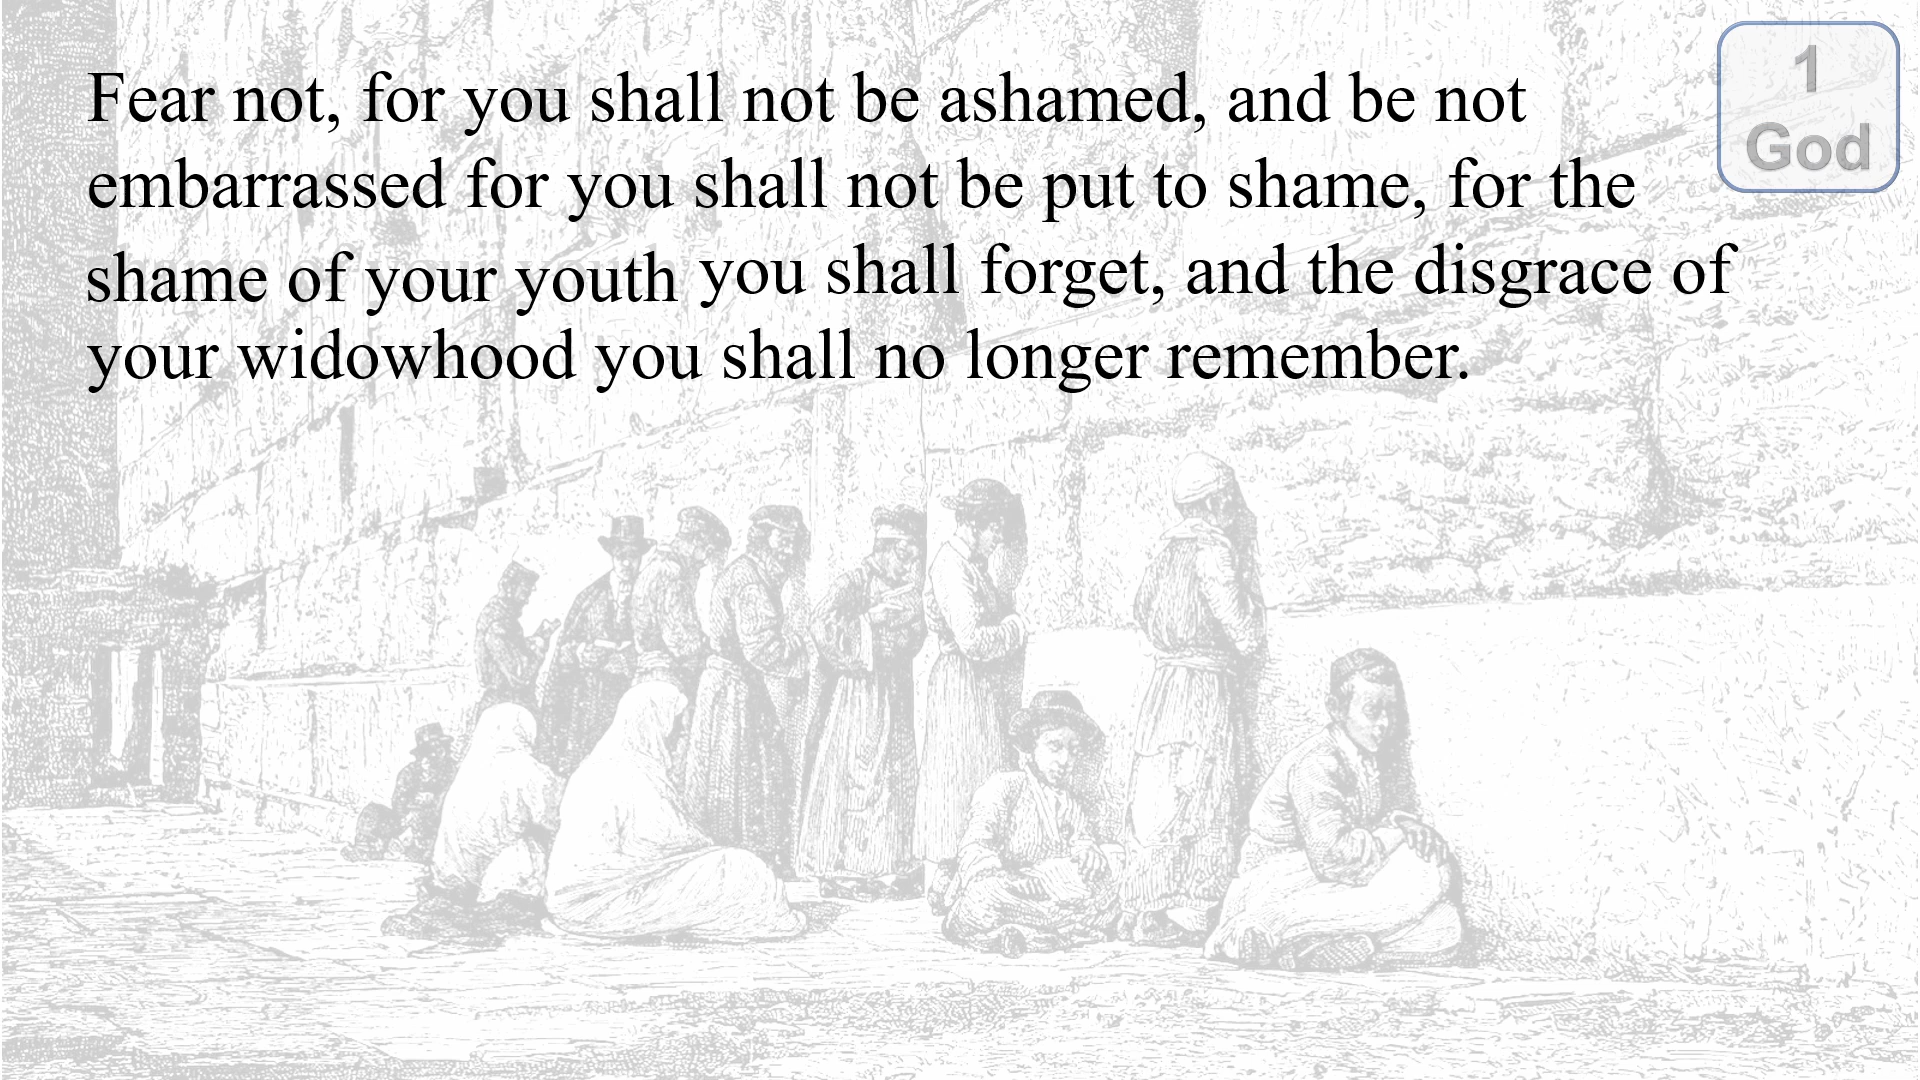 Fear not, for you shall not be ashamed, and be not
embarrassed for you shall not be put to shame, for the
shame of your youth you shall forget, and the disgrace of
your widowhood you shall no longer remember.
1
God